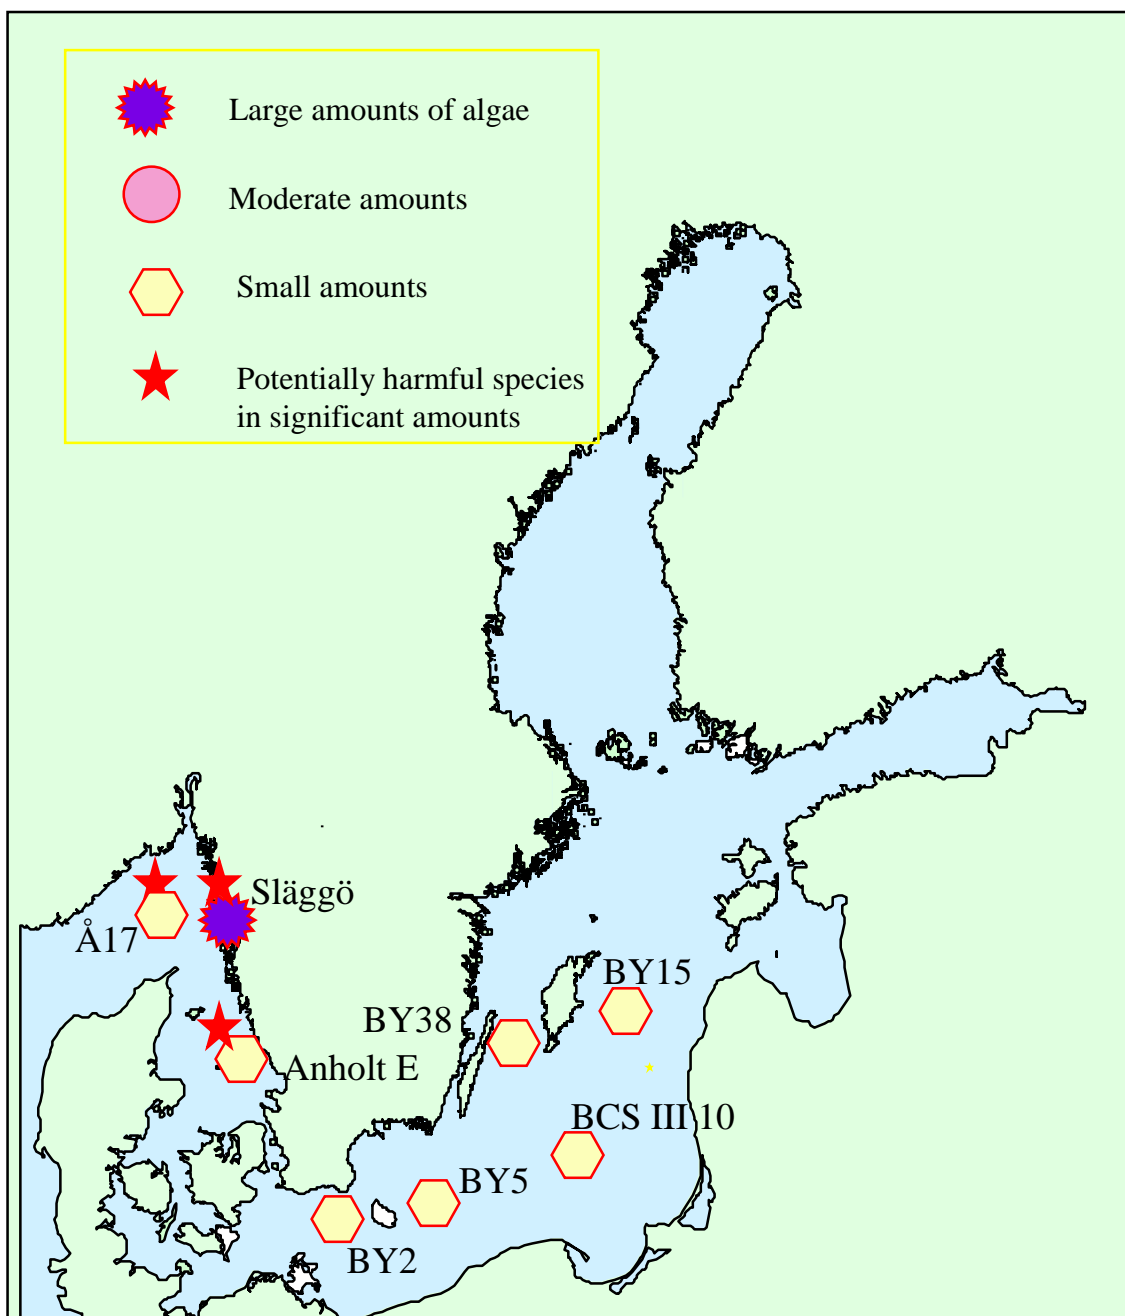 Large amounts of algae
Moderate amounts
Small amounts
Potentially harmful species
in significant amounts
Släggö
Å17
BY15
BY38
Anholt E
BCS III 10
BY5
BY2